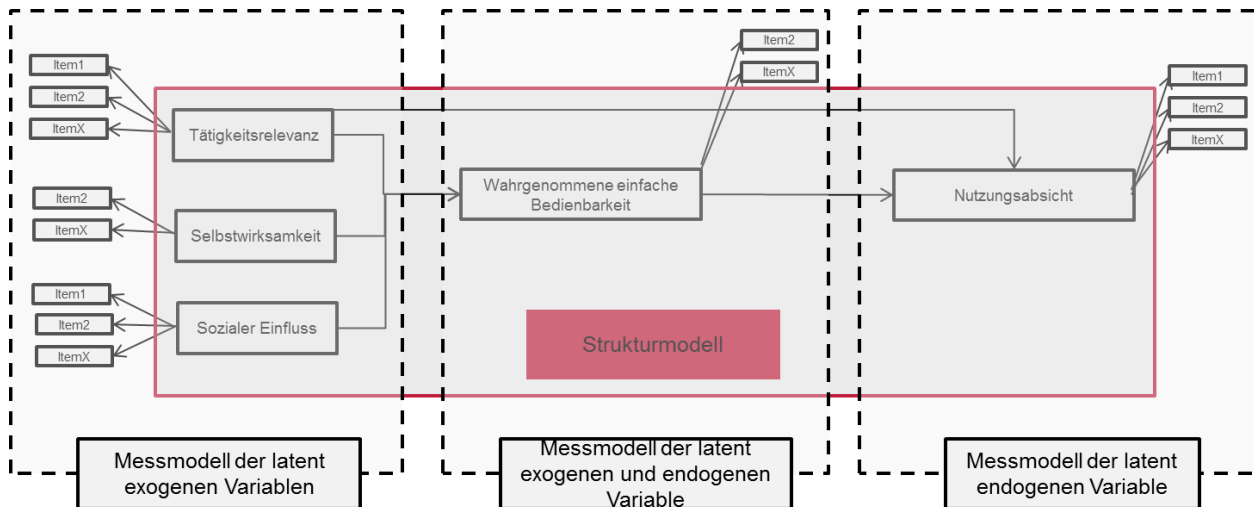 Item1
Item2
ItemX
Tätigkeitsrelevanz
Item2
ItemX
Selbstwirksamkeit
Item1
Item2
ItemX
Sozialer Einfluss
Item2
ItemX
Wahrgenommene einfache
Bedienbarkeit
Item1
Item2
ItemX
Nutzungsabsicht
Strukturmodell
Messmodell der latent
exogenen Variablen
Messmodell der latent
exogenen und endogenen
Variable
Messmodell der latent
endogenen Variable